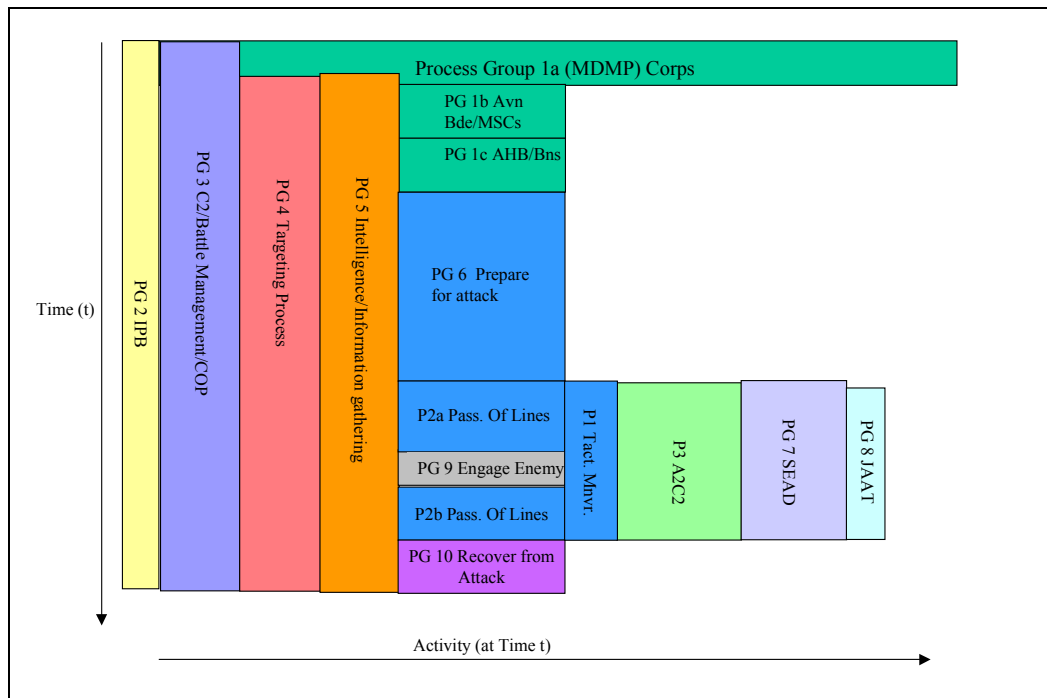 Process Group 1a (MDMP) Corps
PG 1b Avn
Bde/MSCs
PG 1c AHB/Bns
PG 2 IPB
PG 3 C2/Battle Management/COP
PG 4 Targeting Process
PG 5 Intelligence/Information gathering
PG 6  Prepare
for attack
Time (t)
P2a Pass. Of Lines
PG 9 Engage Enemy
P2b Pass. Of Lines
PG 10 Recover from
Attack
P1 Tact. Mnvr.
P3 A2C2
PG 7 SEAD
PG 8 JAAT
Activity (at Time t)